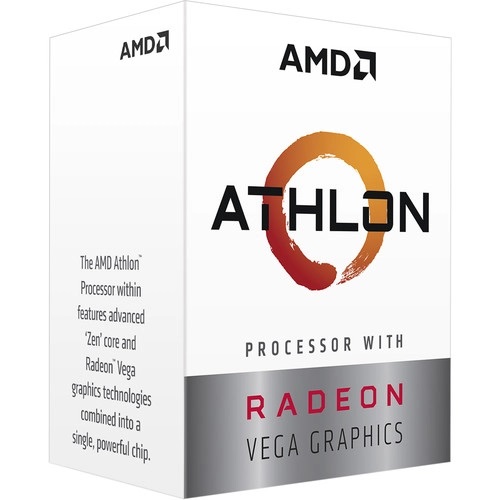 AMD
The AMD Athlon™
Processor within
features advanced
'Zen' core and
Radeon™ Vega
graphics technologies
combined into a
single, powerful chip.
AMD
ATHLON
PROCESSOR WITH
RADEON
VEGA GRAPHICS